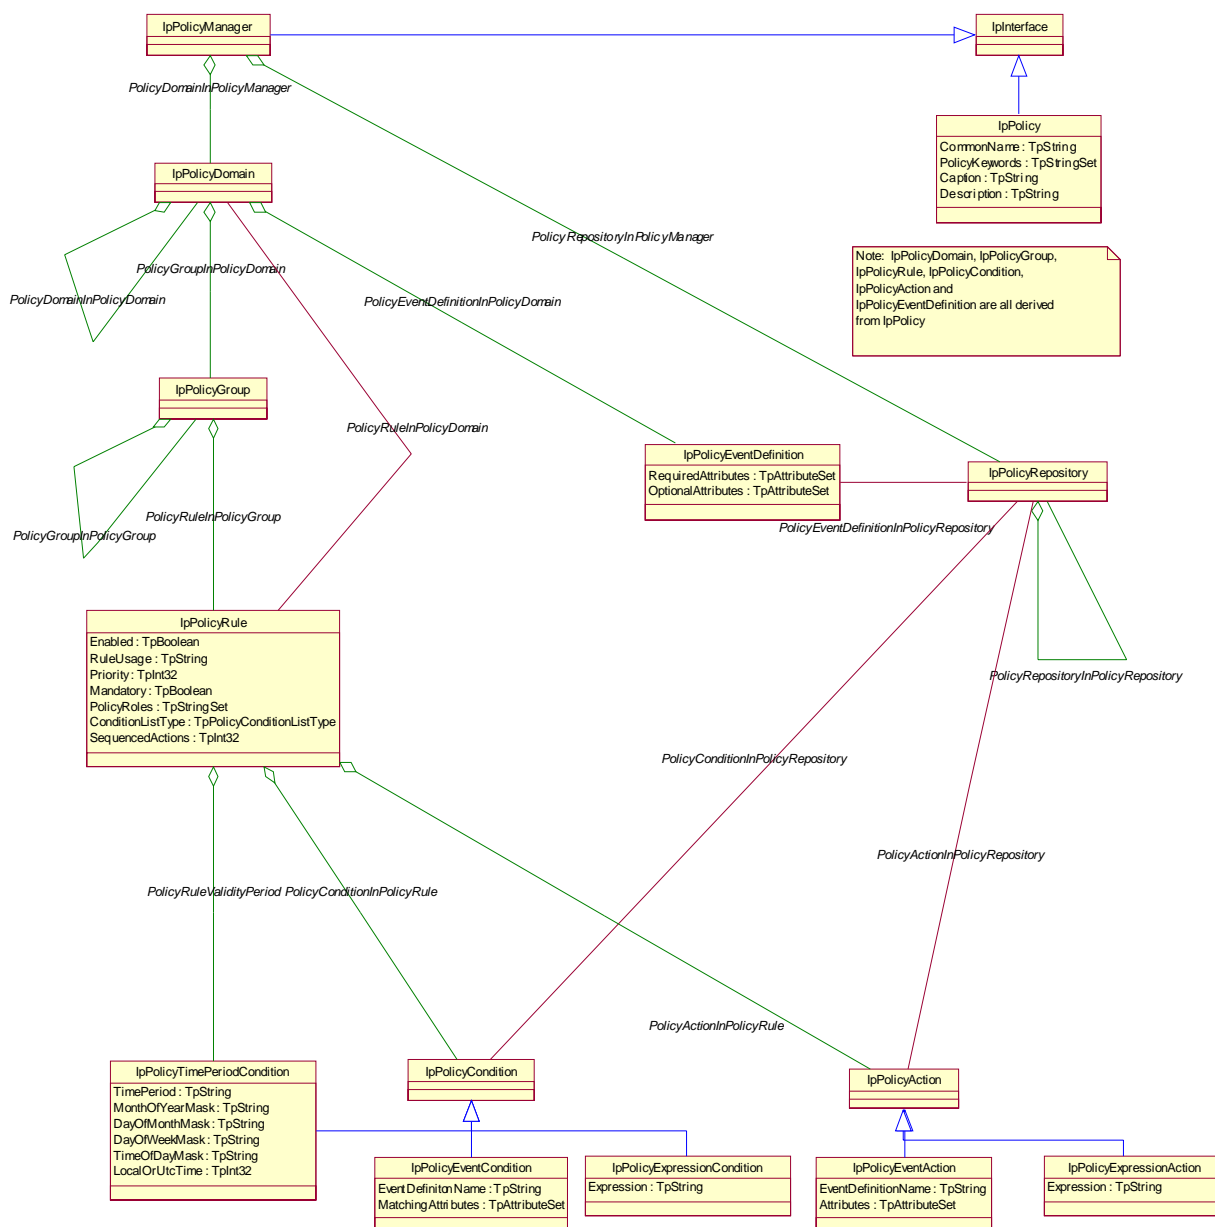 IpPolicyManager
IpInterface
PolicyDomainInPolicyManager
IpPolicy
CommonName : TpString
PolicyKeywords : TpStringSet
Caption : TpString
Description : TpString
IpPolicyDomain
PolicyRepositoryInPolicyManager
Note:  IpPolicyDomain, IpPolicyGroup,
IpPolicyRule, IpPolicyCondition,
IpPolicyAction and
IpPolicyEventDefinition are all derived
from IpPolicy
PolicyGroupInPolicyDomain
PolicyDomainInPolicyDomain
PolicyEventDefinitionInPolicyDomain
IpPolicyGroup
PolicyRuleInPolicyDomain
IpPolicyEventDefinition
RequiredAttributes : TpAttributeSet
OptionalAttributes : TpAttributeSet
IpPolicyRepository
PolicyRuleInPolicyGroup
PolicyGroupInPolicyGroup
PolicyEventDefinitionInPolicyRepository
IpPolicyRule
Enabled : TpBoolean
RuleUsage : TpString
Priority : TpInt32
Mandatory : TpBoolean
PolicyRoles : TpStringSet
ConditionListType : TpPolicyConditionListType
SequencedActions : TpInt32
PolicyRepositoryInPolicyRepository
PolicyConditionInPolicyRepository
PolicyActionInPolicyRepository
PolicyRuleValidityPeriod
PolicyConditionInPolicyRule
PolicyActionInPolicyRule
IpPolicyTimePeriodCondition
TimePeriod : TpString
MonthOfYearMask : TpString
DayOfMonthMask : TpString
DayOfWeekMask : TpString
TimeOfDayMask : TpString
LocalOrUtcTime : TpInt32
IpPolicyCondition
IpPolicyAction
IpPolicyEventCondition
EventDefinitonName : TpString
MatchingAttributes : TpAttributeSet
IpPolicyExpressionCondition
Expression : TpString
IpPolicyEventAction
EventDefinitionName : TpString
Attributes : TpAttributeSet
IpPolicyExpressionAction
Expression : TpString